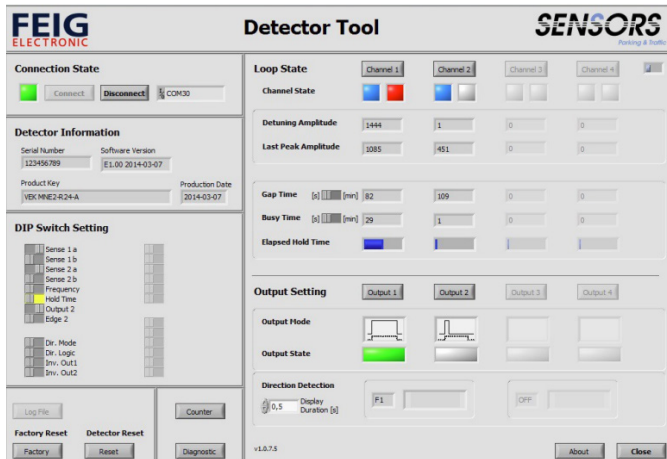 FEIG
ELECTRONIC
Detector Tool
SENSORS
Parking & Traffic
Connection State
Connect
Disconnect
COM30
Detector Information
Serial Number
Software Version
123456789
E1.00 2014-03-07
Product Key
Production Date
VEK MNE2-R24-A
2014-03-07
DIP Switch Setting
Sense 1 a
Sense 1 b
Sense 2 a
Sense 2 b
Frequency
Hold Time
Output 2
Edge 2
Dir. Mode
Dir. Logic
Inv. Out1
Inv. Out2
Log File
Counter
Factory Reset
Detector Reset
Factory
Reset
Diagnostic
Loop State
Channel 1
Channel 2
Channel 3
Channel 4
Channel State
Detuning Amplitude
1444
1
0
0
Last Peak Amplitude
1085
451
0
0
Gap Time
[s]
[min]
82
109
0
0
Busy Time
[s]
[min]
29
1
0
0
Elapsed Hold Time
Output Setting
Output 1
Output 2
Output 3
Output 4
Output Mode
Output State
Direction Detection
0,5
Display
Duration [s]
F1
OFF
v1.0.7.5
About
Close